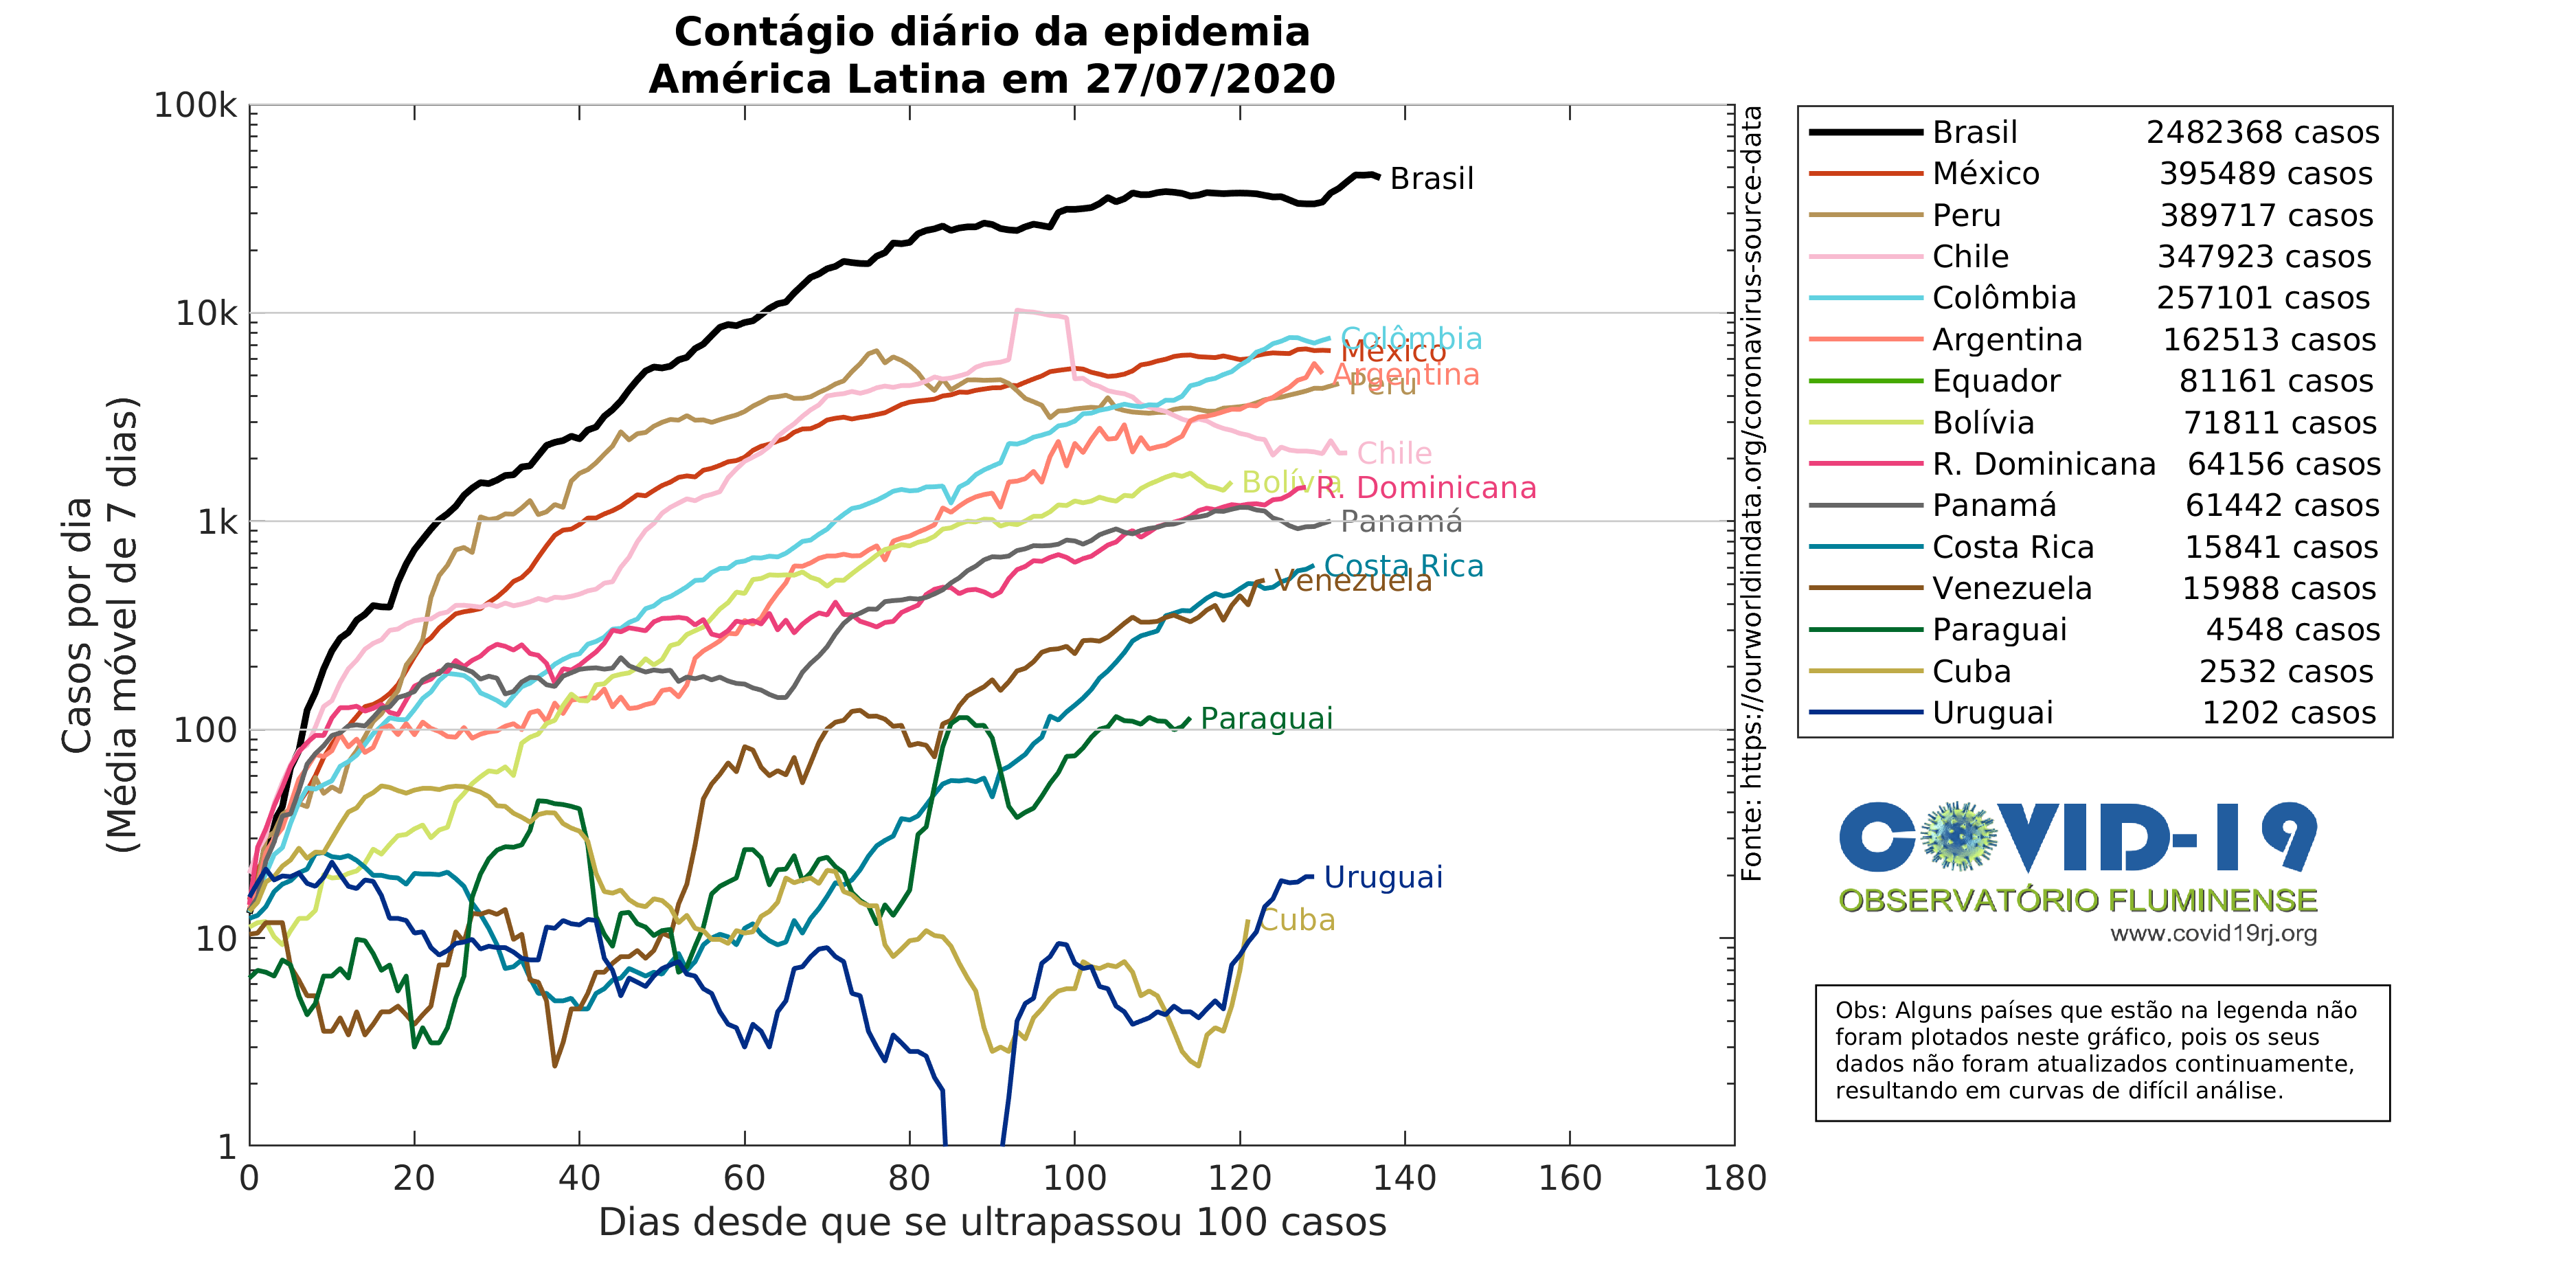 Contágio diário da epidemia
América Latina em 27/07/2020
Casos por dia
(Média móvel de 7 dias)
100k
10k
1k
100
10
1
0 20 40 60 80 100 120 140 160 180
Dias desde que se ultrapassou 100 casos
Brasil
Colômbia
México
Argentina
Peru
Chile
Bolívia
R. Dominicana
Panamá
Costa Rica
Venezuela
Paraguai
Uruguai
Cuba
Fonte: https://ourworldindata.org/coronavirus-source-data
Brasil 2482368 casos
México 395489 casos
Peru 389717 casos
Chile 347923 casos
Colômbia 257101 casos
Argentina 162513 casos
Equador 81161 casos
Bolívia 71811 casos
R. Dominicana 64156 casos
Panamá 61442 casos
Costa Rica 15841 casos
Venezuela 15988 casos
Paraguai 4548 casos
Cuba 2532 casos
Uruguai 1202 casos
COVID-19
OBSERVATÓRIO FLUMINENSE
www.covid19rj.org
Obs: Alguns países que estão na legenda não
foram plotados neste gráfico, pois os seus
dados não foram atualizados continuamente,
resultando em curvas de difícil análise.